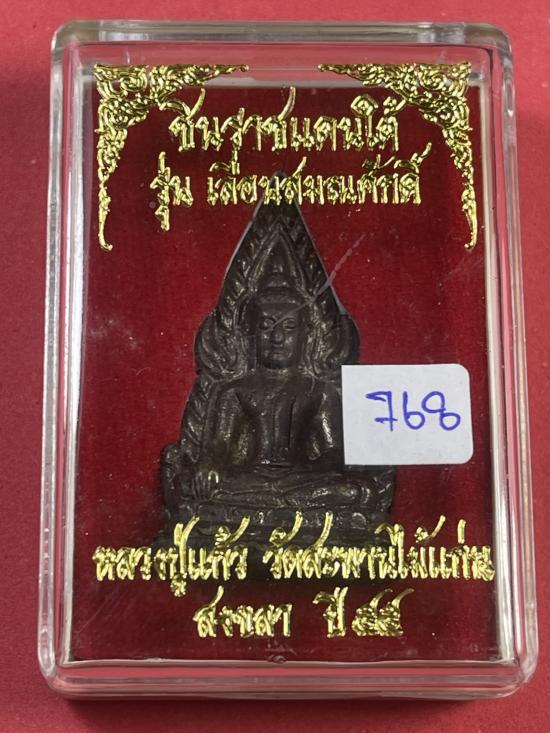 ชินราชแดนใต้
รุ่น เลื่อนสมณศักดิ์
768
หลวงปู่แก้ว วัดสะพานไม้แก่น
สงขลา ปี ๕๕